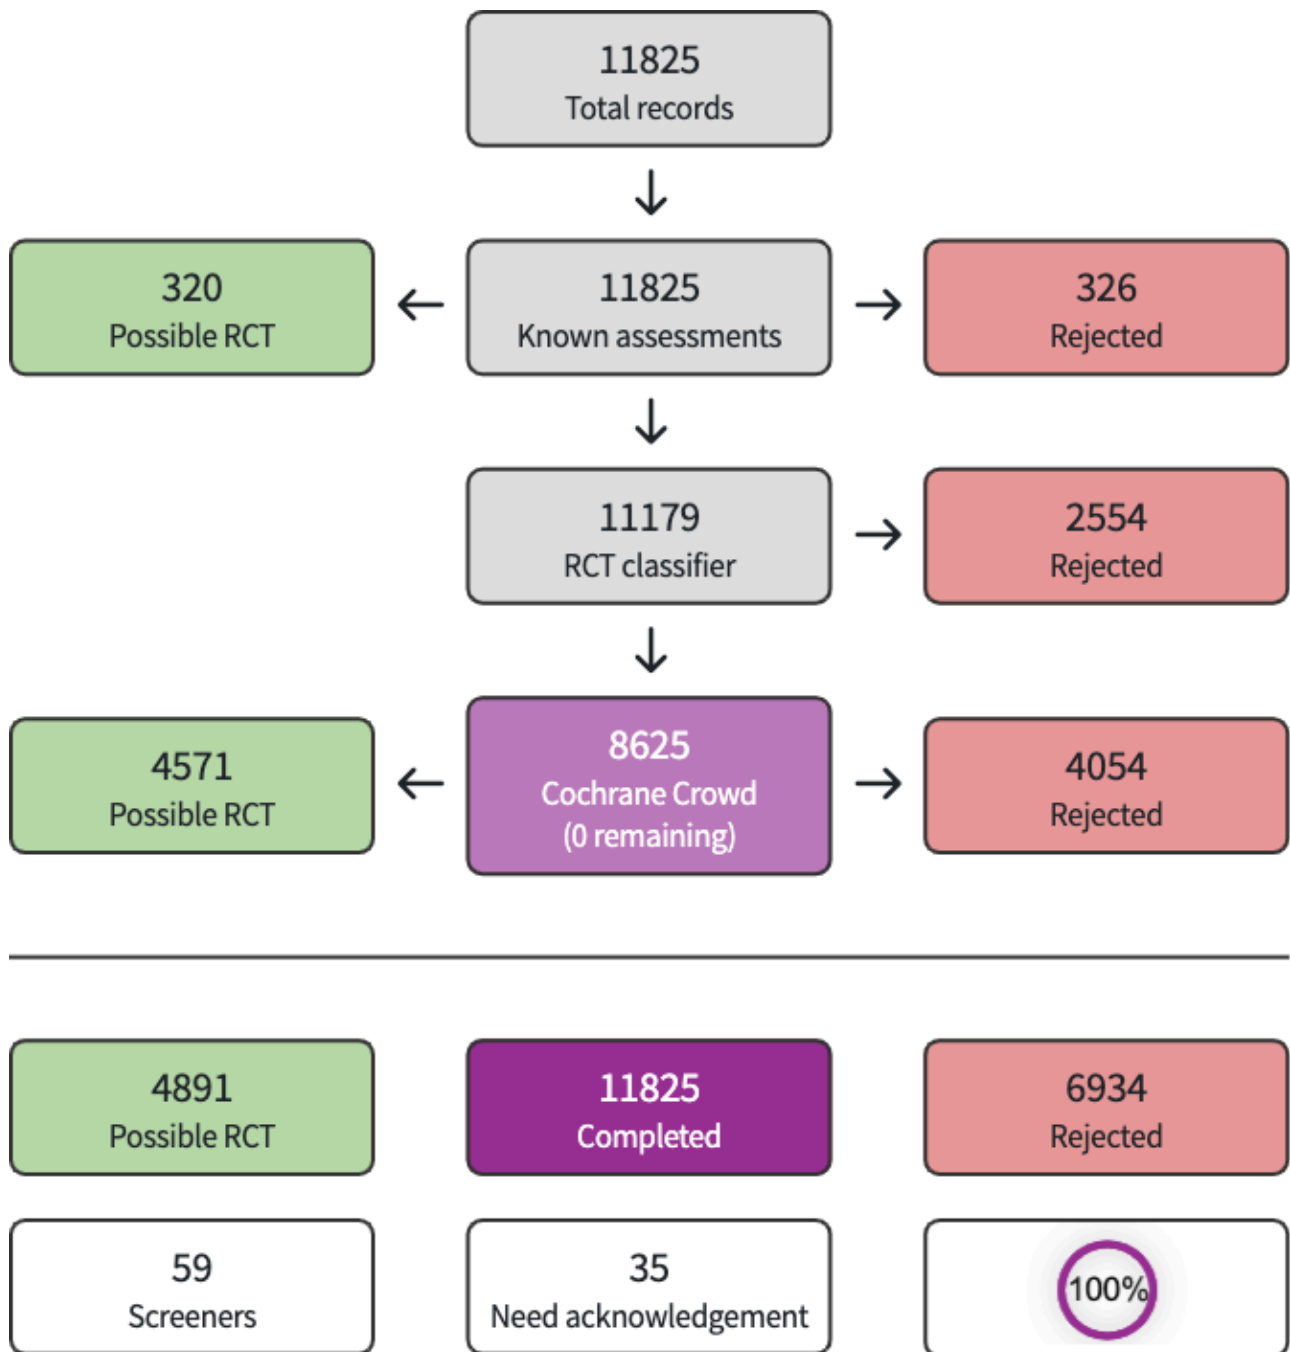 11825
Total records
320
Possible RCT
11825
Known assessments
326
Rejected
11179
RCT classifier
2554
Rejected
4571
Possible RCT
8625
Cochrane Crowd
(0 remaining)
4054
Rejected
4891
Possible RCT
11825
Completed
6934
Rejected
59
Screeners
35
Need acknowledgement
100%